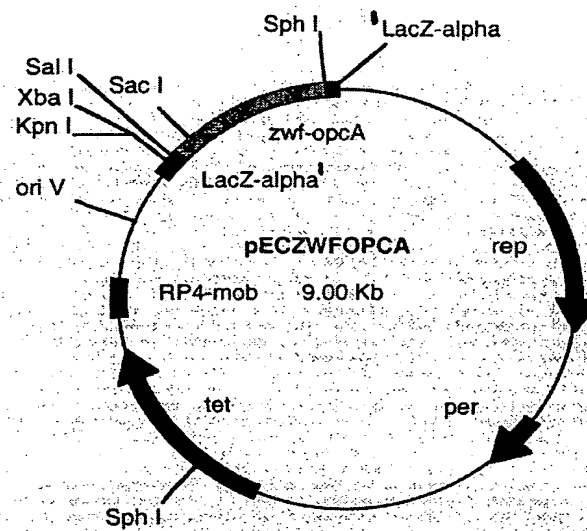 Sph I
'LacZ-alpha
Sal I
Sac I
Xba I
Kpn I
zwf-opcA
LacZ-alpha'
ori V
pECZWFOPCA
rep
RP4-mob
9.00 Kb
tet
per
Sph I